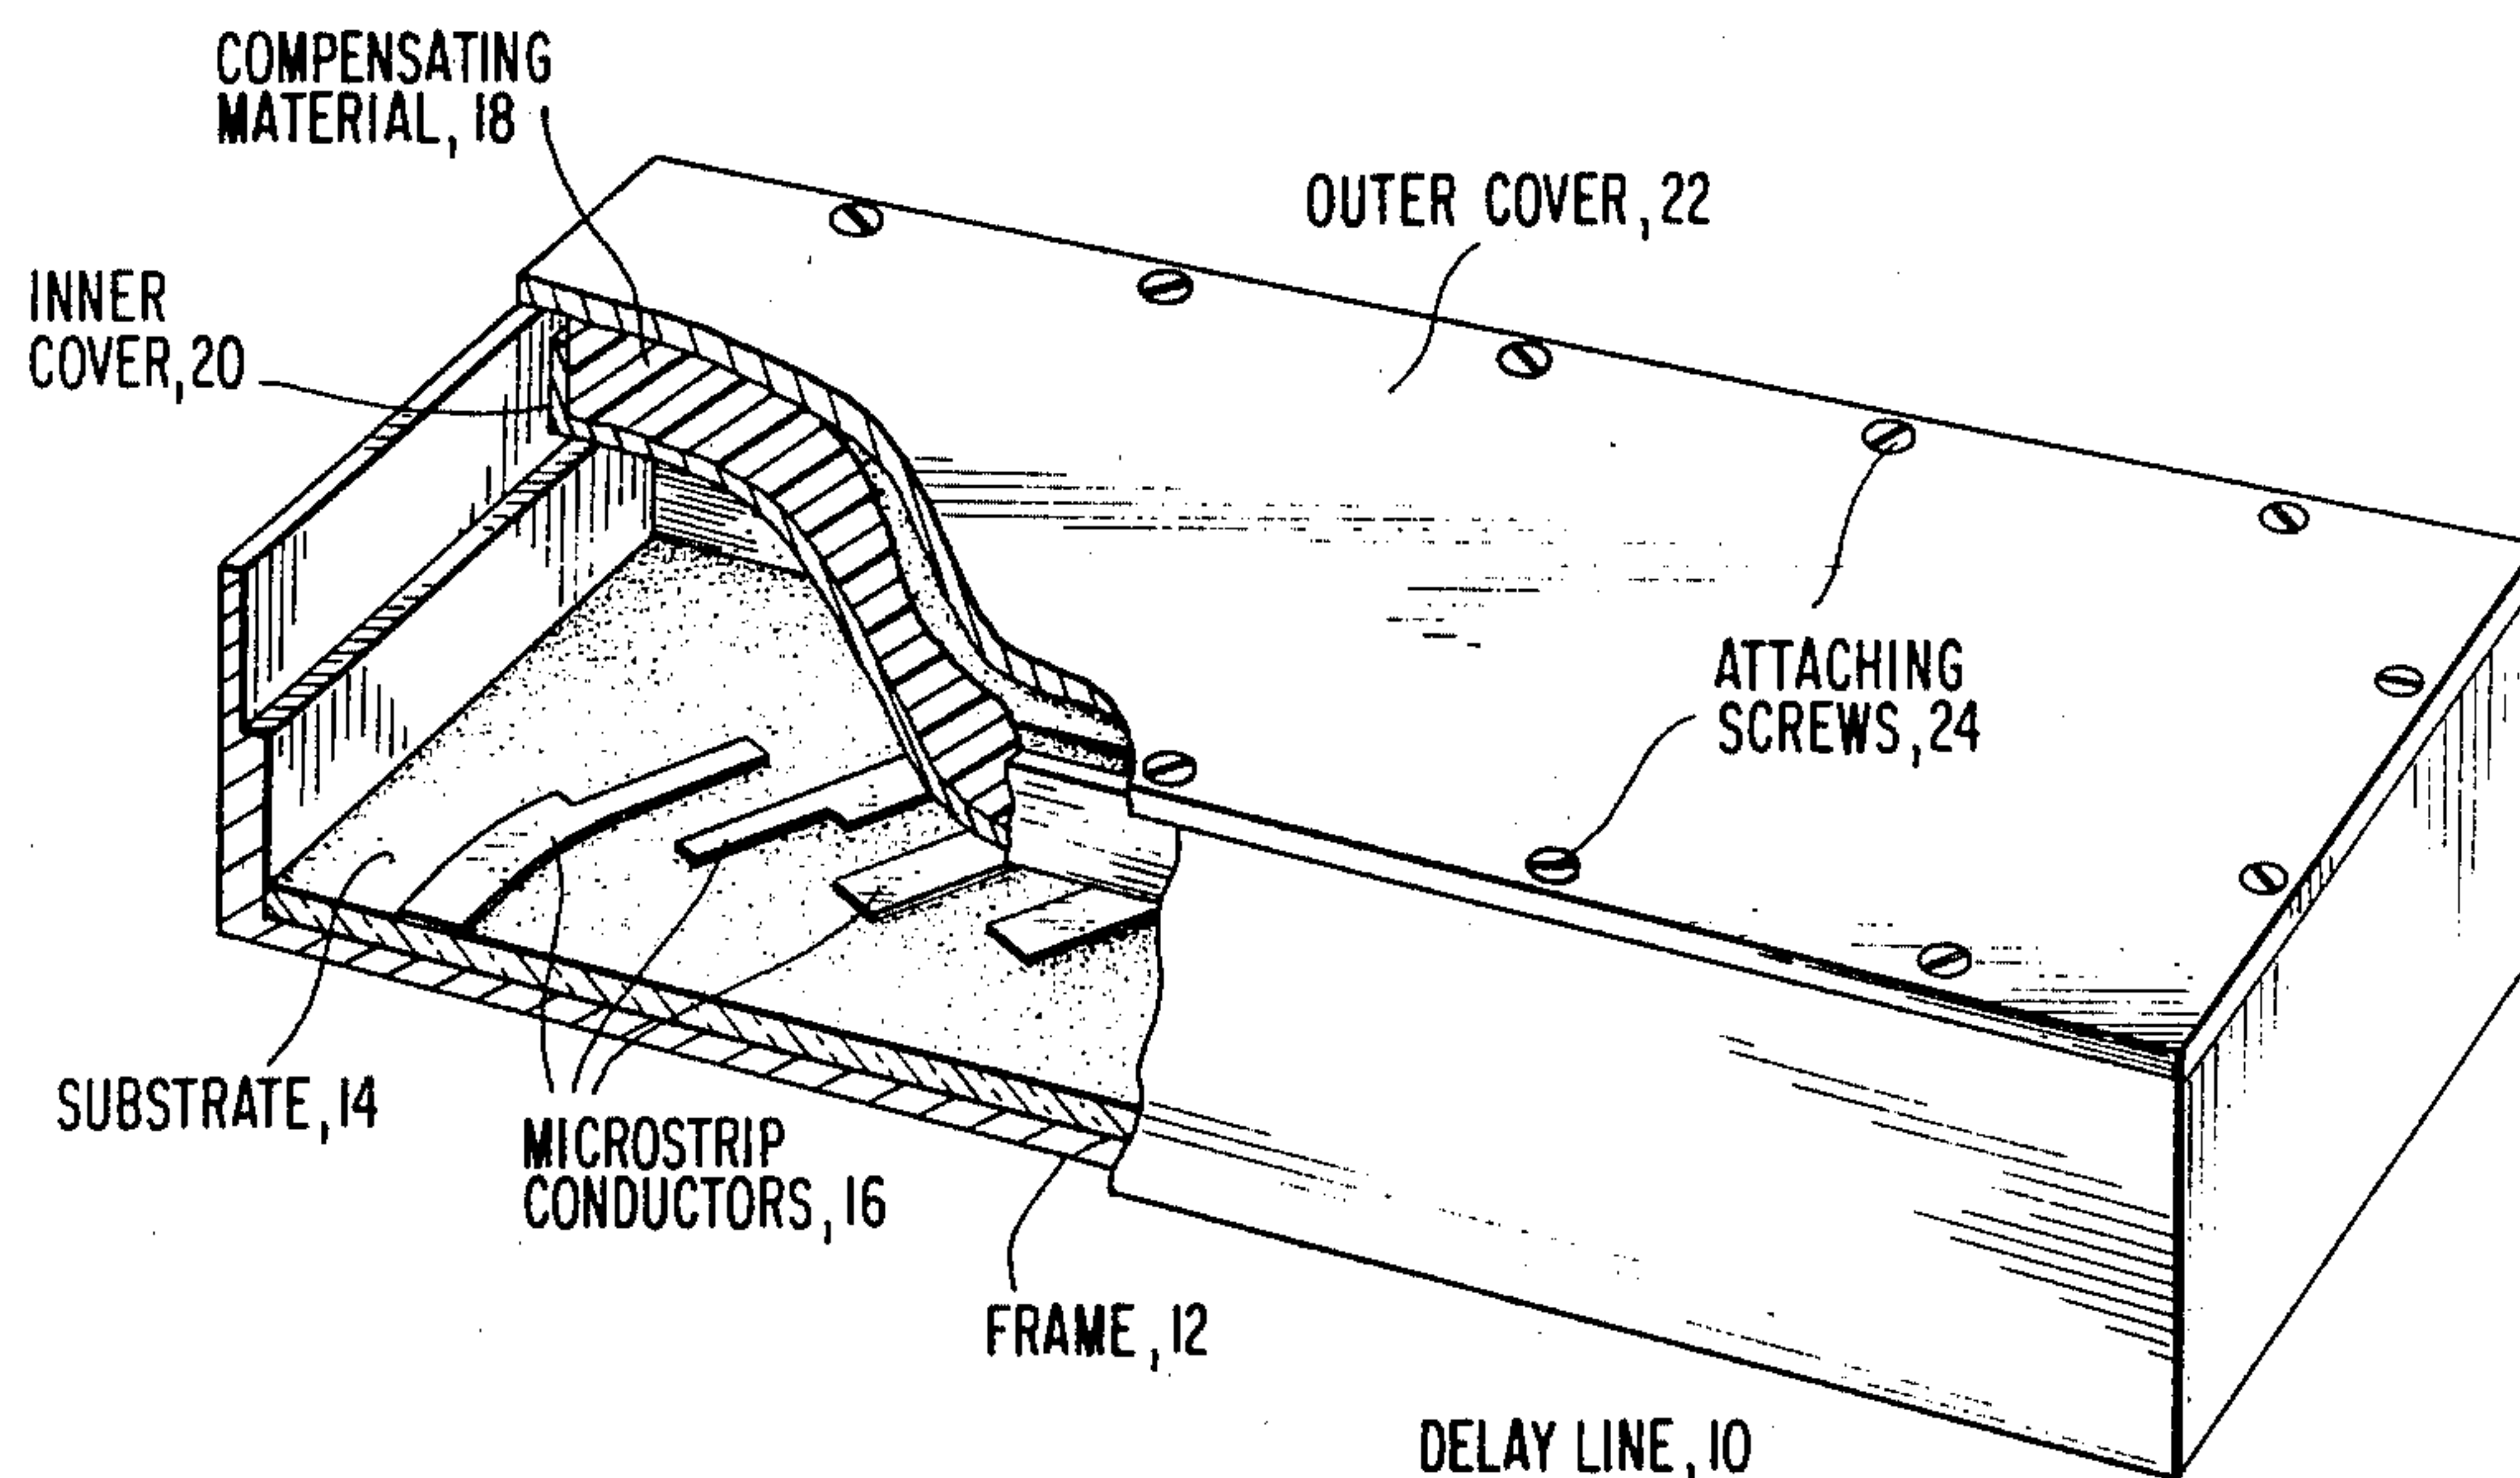 COMPENSATING
MATERIAL, 18
OUTER COVER, 22
INNER
COVER, 20
ATTACHING
SCREWS, 24
SUBSTRATE, 14
MICROSTRIP
CONDUCTORS, 16
FRAME, 12
DELAY LINE, 10